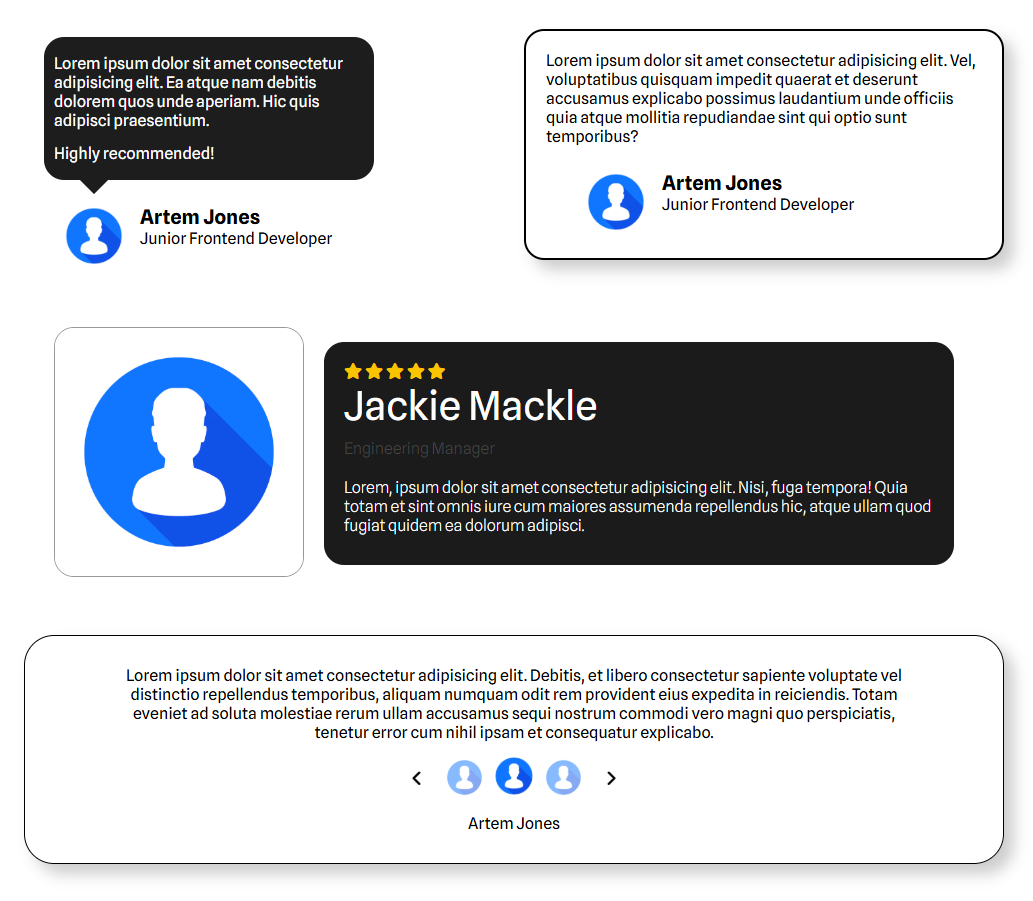 Lorem ipsum dolor sit amet consectetur
adipisicing elit. Ea atque nam debitis
dolorem quos unde aperiam. Hic quis
adipisci praesentium.
Highly recommended!
Artem Jones
Junior Frontend Developer
Lorem ipsum dolor sit amet consectetur adipisicing elit. Vel,
voluptatibus quisquam impedit quaerat et deserunt
accusamus explicabo possimus laudantium unde officiis
quia atque mollitia repudiandae sint qui optio sunt
temporibus?
Artem Jones
Junior Frontend Developer
Jackie Mackle
Engineering Manager
Lorem, ipsum dolor sit amet consectetur adipisicing elit. Nisi, fuga tempora! Quia
totam et sint omnis iure cum maiores assumenda repellendus hic, atque ullam quod
fugiat quidem ea dolorum adipisci.
Lorem ipsum dolor sit amet consectetur adipisicing elit. Debitis, et libero consectetur sapiente voluptate vel
distinctio repellendus temporibus, aliquam numquam odit rem provident eius expedita in reiciendis. Totam
eveniet ad soluta molestiae rerum ullam accusamus sequi nostrum commodi vero magni quo perspiciatis,
tenetur error cum nihil ipsam et consequatur explicabo.
Artem Jones